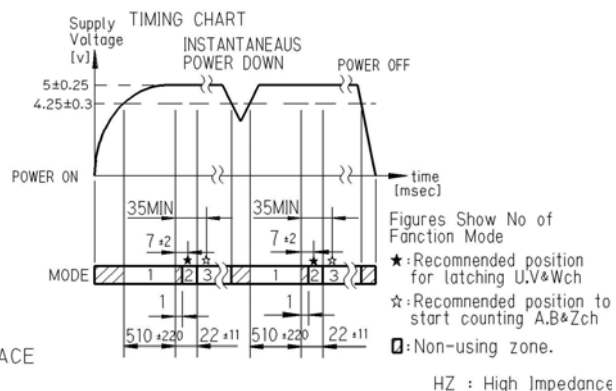 TIMING CHART
Supply
Voltage
[v]
INSTANTANEAUS
POWER DOWN
POWER OFF
5±0.25
4.25±0.3
POWER ON
time
[msec]
35MIN
35MIN
7 ±2
7 ±2
★ ☆
★ ☆
MODE
1 2 3
1 2 3
1
1
510 ±220
22 ±11
510 ±220
22 ±11
Figures Show No of
Fanction Mode
★:Recommended position
for latching U.V&Wch
☆:Recommended position to
start counting A.B&Zch
:Non-using zone.
HZ : High Impedance
ACE